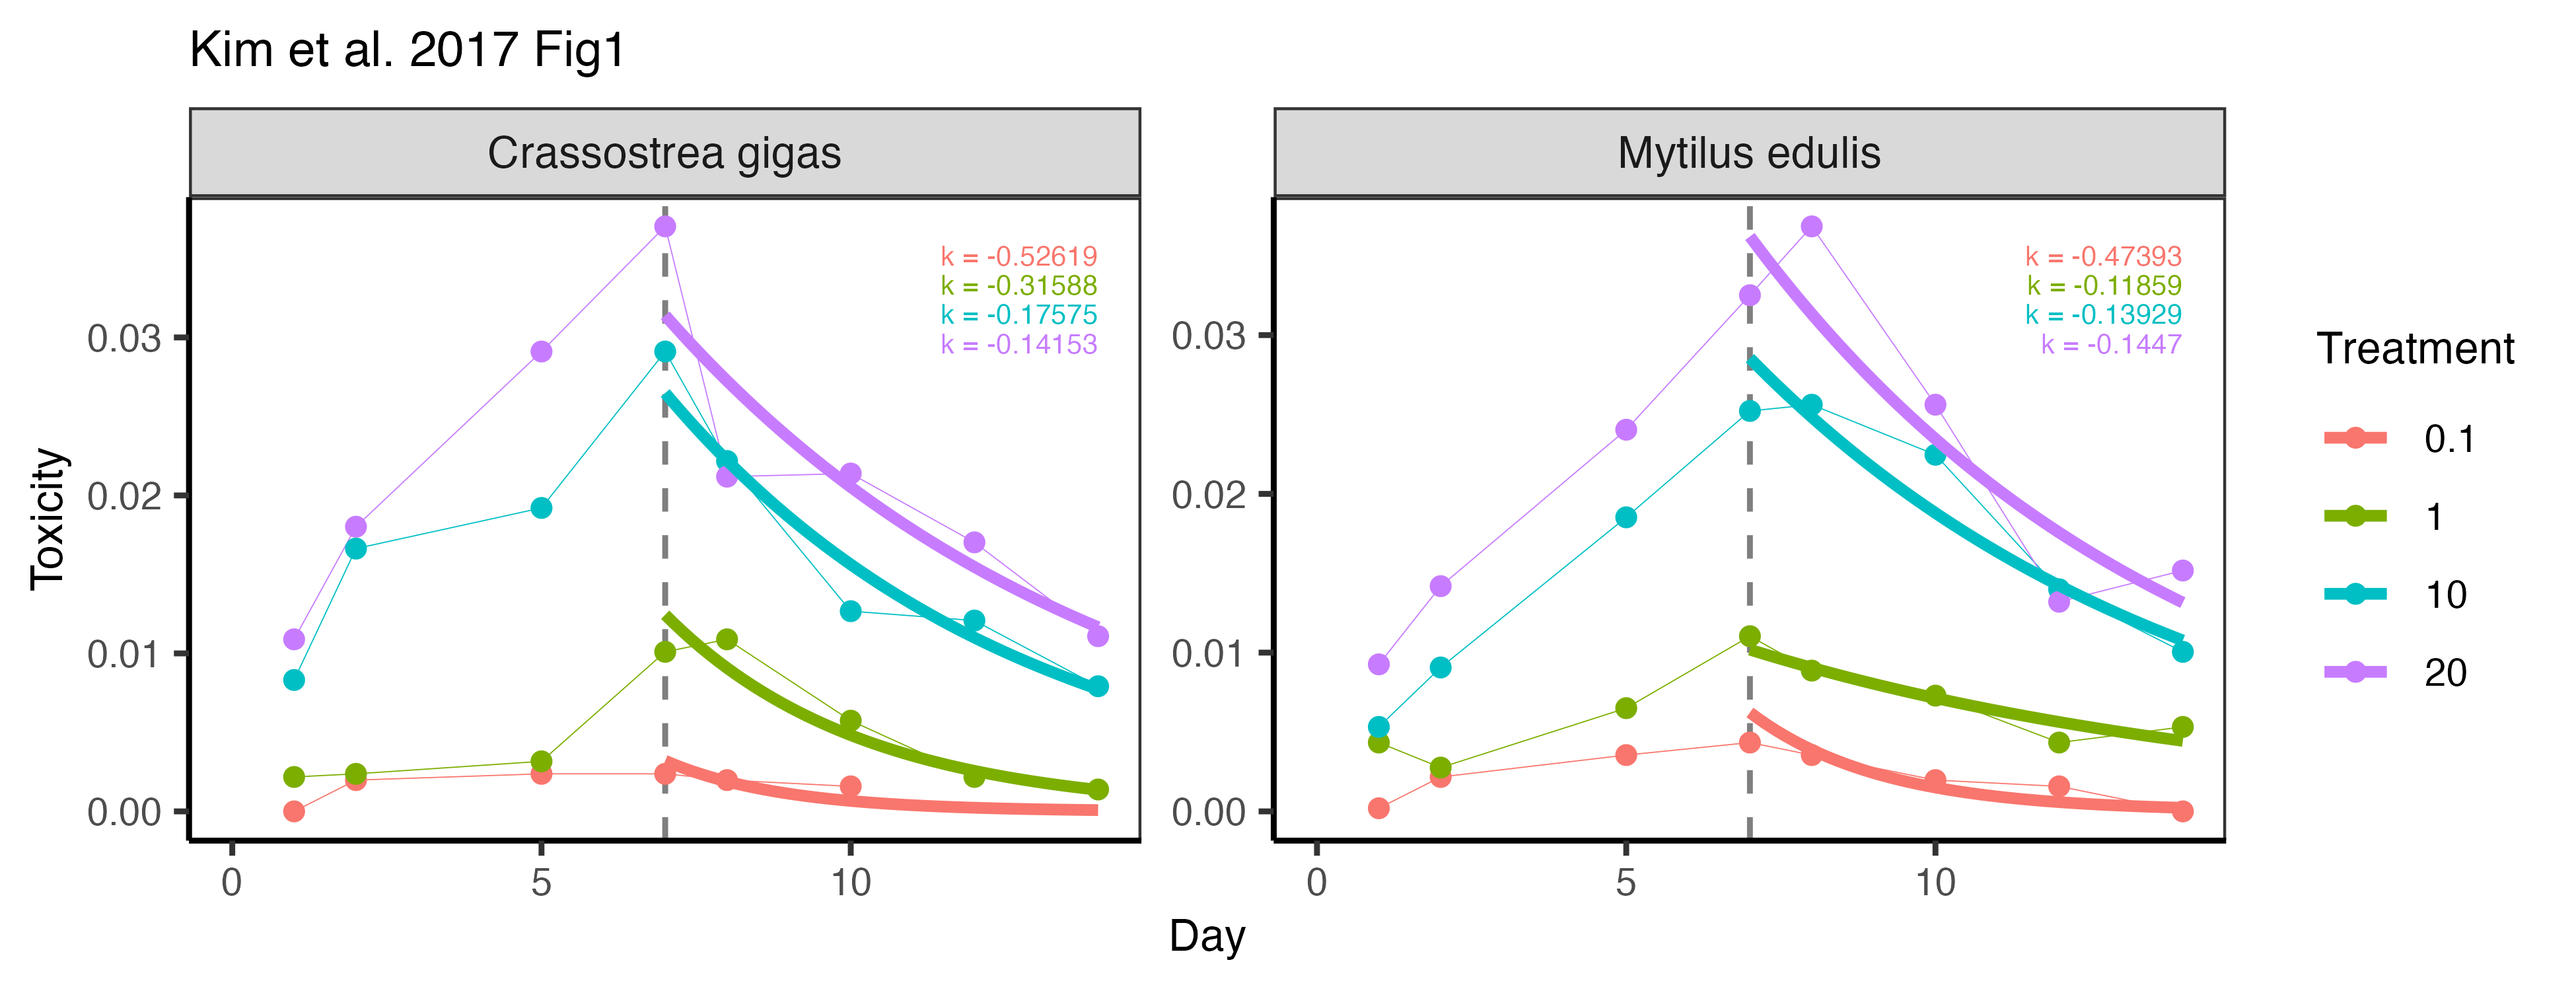 Kim et al. 2017 Fig1
Crassostrea gigas
Mytilus edulis
k = -0.52619
k = -0.31588
k = -0.17575
k = -0.14153
k = -0.47393
k = -0.11859
k = -0.13929
k = -0.1447
Toxicity
0.03
0.02
0.01
0.00
0.03
0.02
0.01
0.00
0
5
10
0
5
10
Day
Treatment
0.1
1
10
20